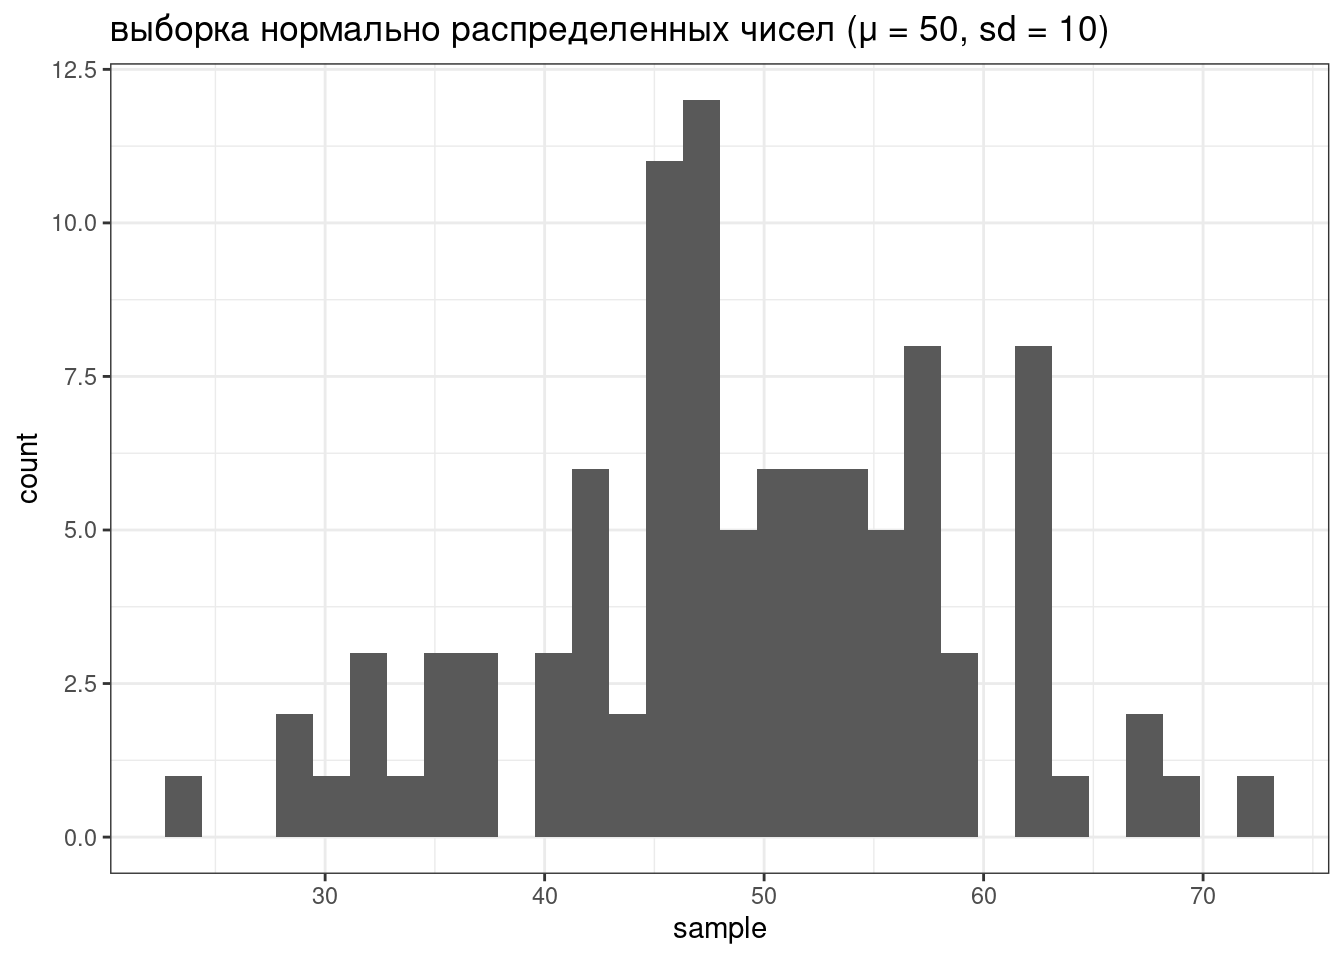 выборка нормально распределенных чисел (μ = 50, sd = 10)
12.5
10.0
7.5
5.0
2.5
0.0
count
30 40 50 60 70
sample